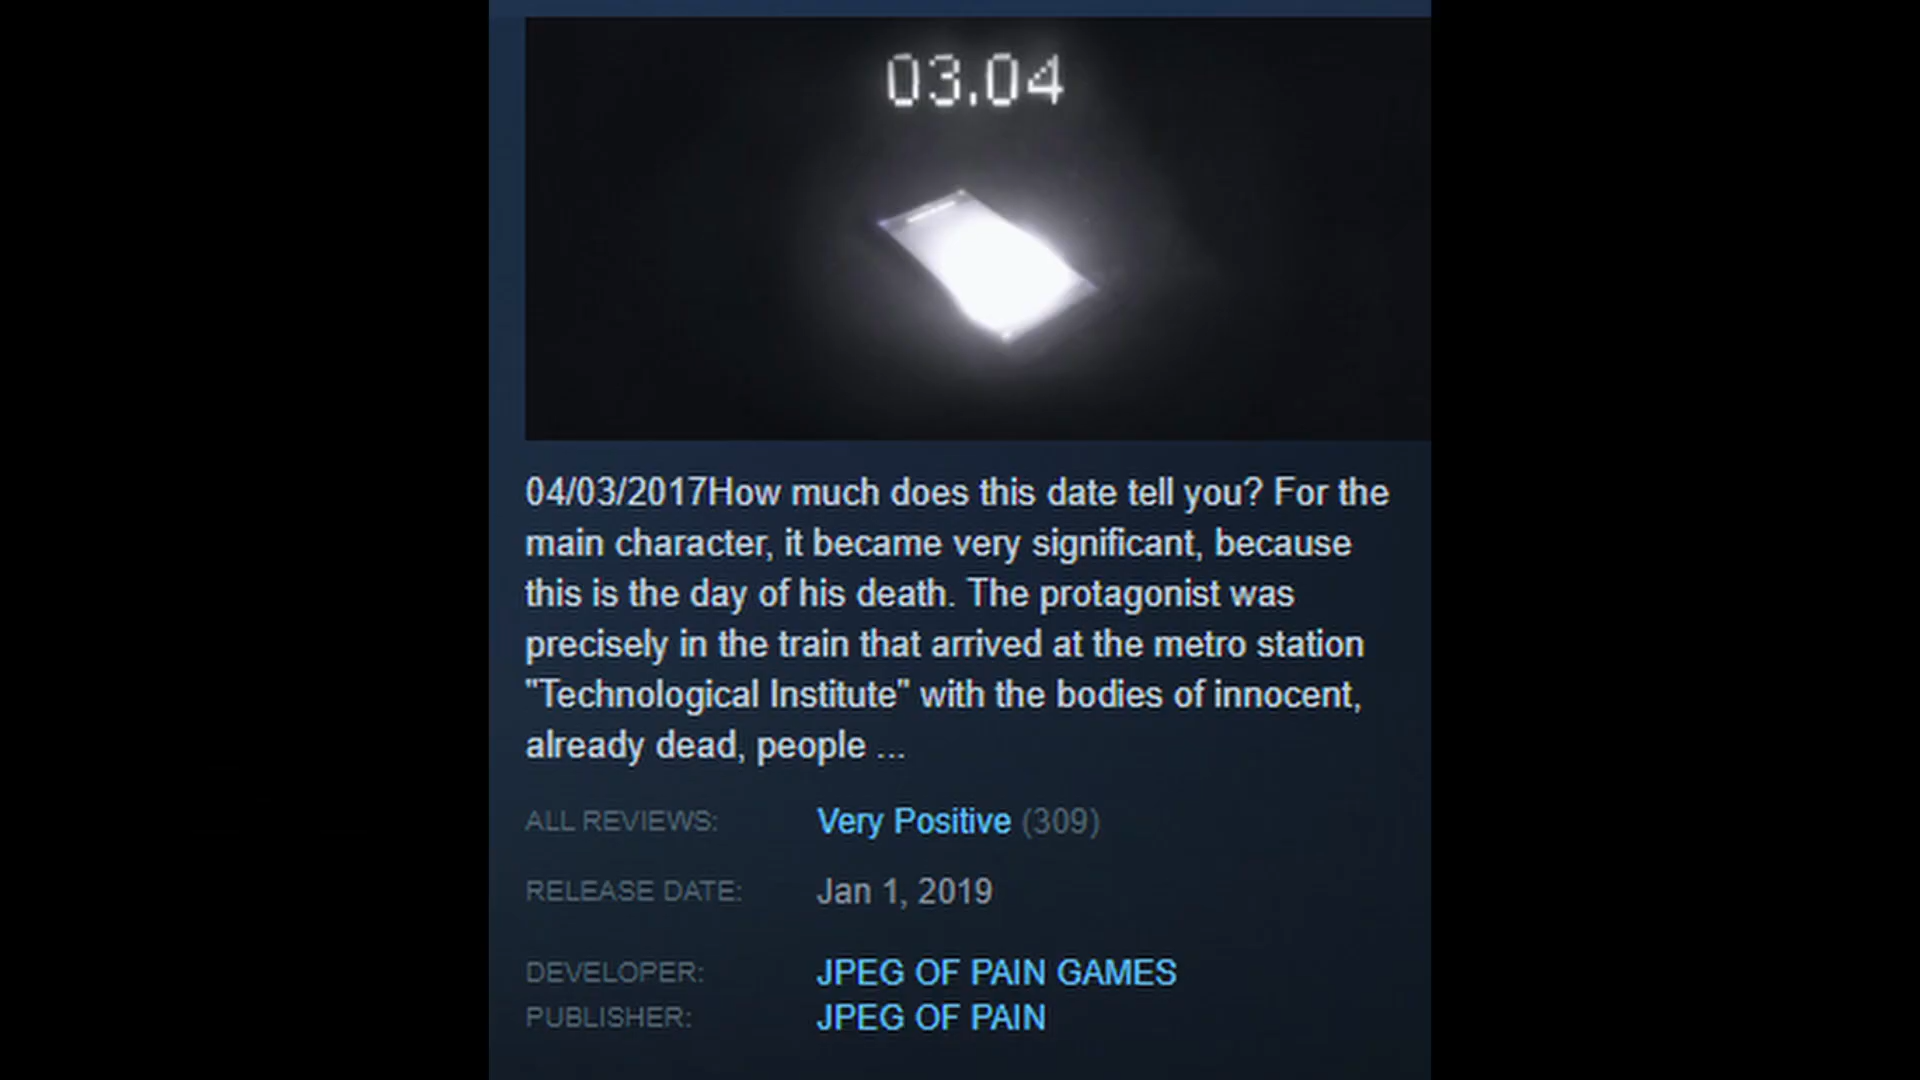 03.04
04/03/2017How much does this date tell you? For the
main character, it became very significant, because
this is the day of his death. The protagonist was
precisely in the train that arrived at the metro station
"Technological Institute" with the bodies of innocent,
already dead, people ...
ALL REVIEWS: Very Positive (309)
RELEASE DATE: Jan 1, 2019
DEVELOPER: JPEG OF PAIN GAMES
PUBLISHER: JPEG OF PAIN